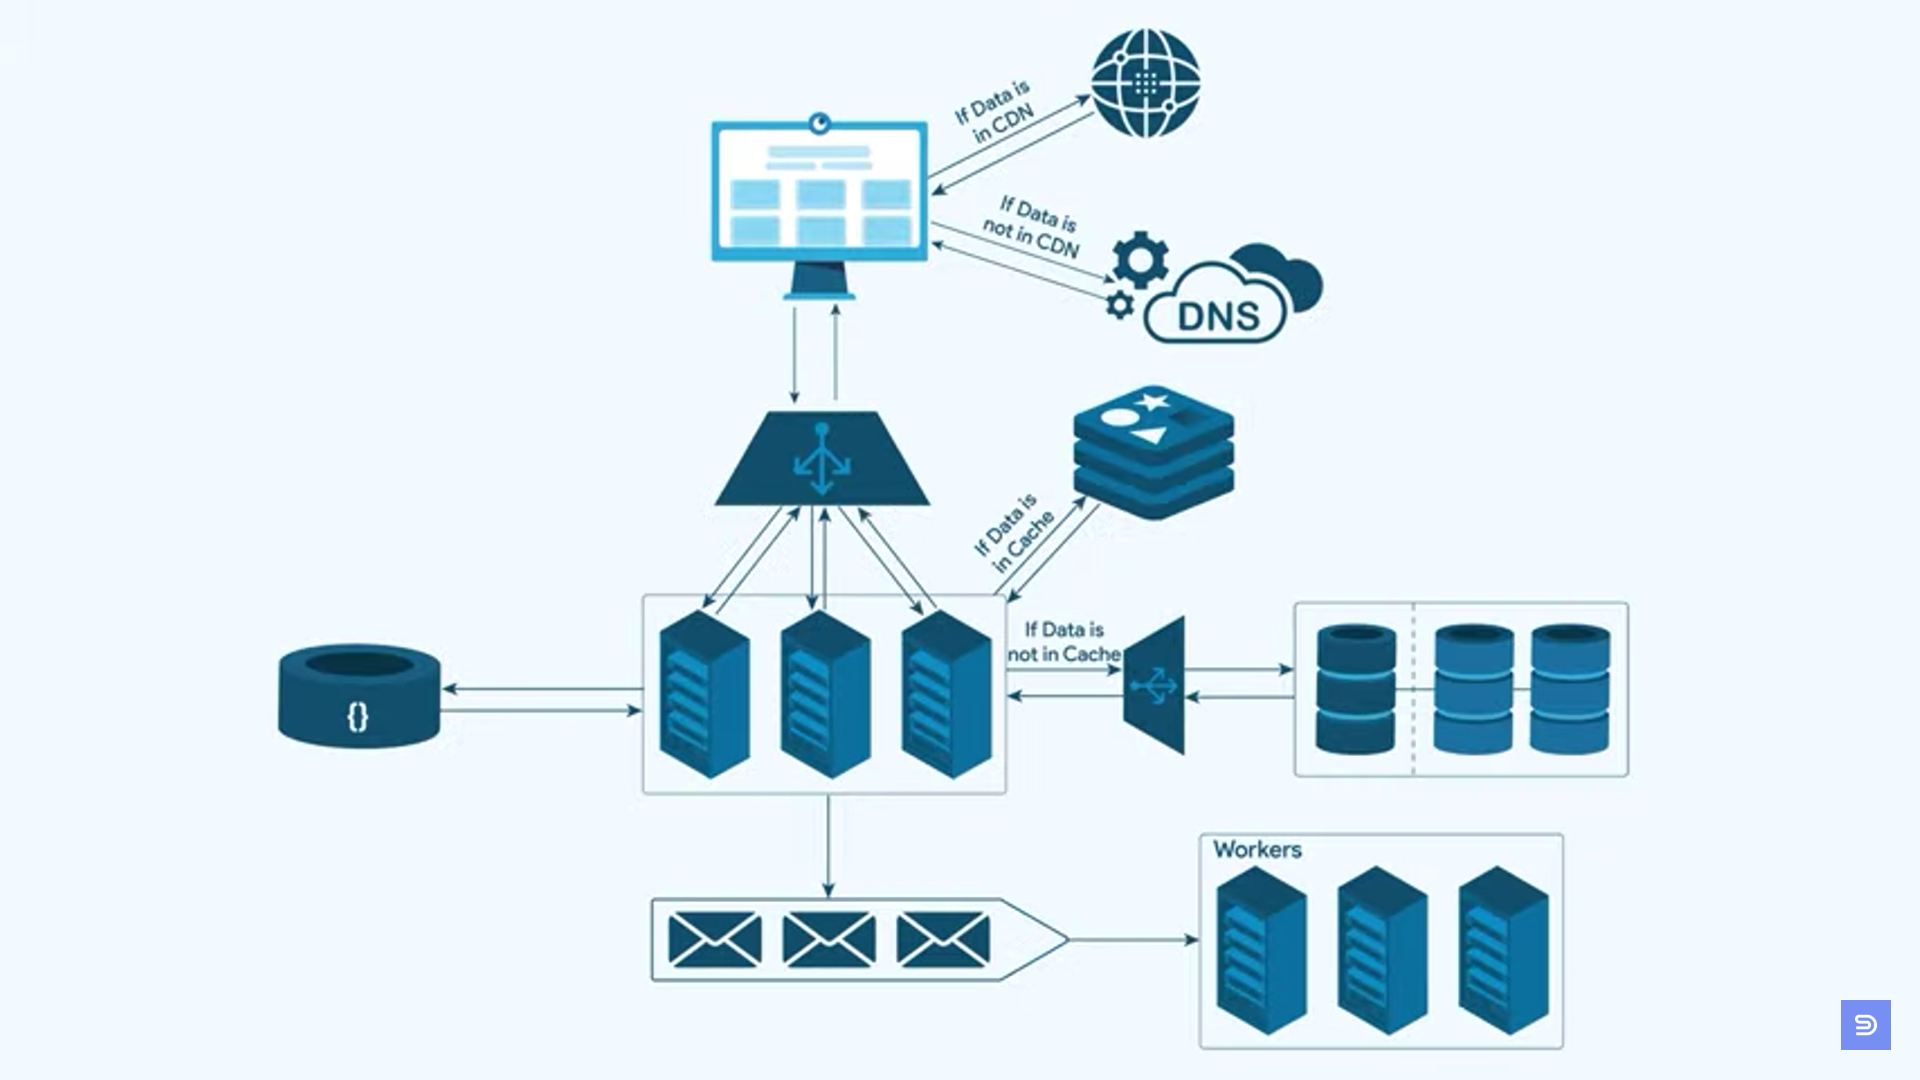 If Data is
in CDN
If Data is
not in CDN
DNS
If Data is
in Cache
If Data is
not in Cache
{}
Workers